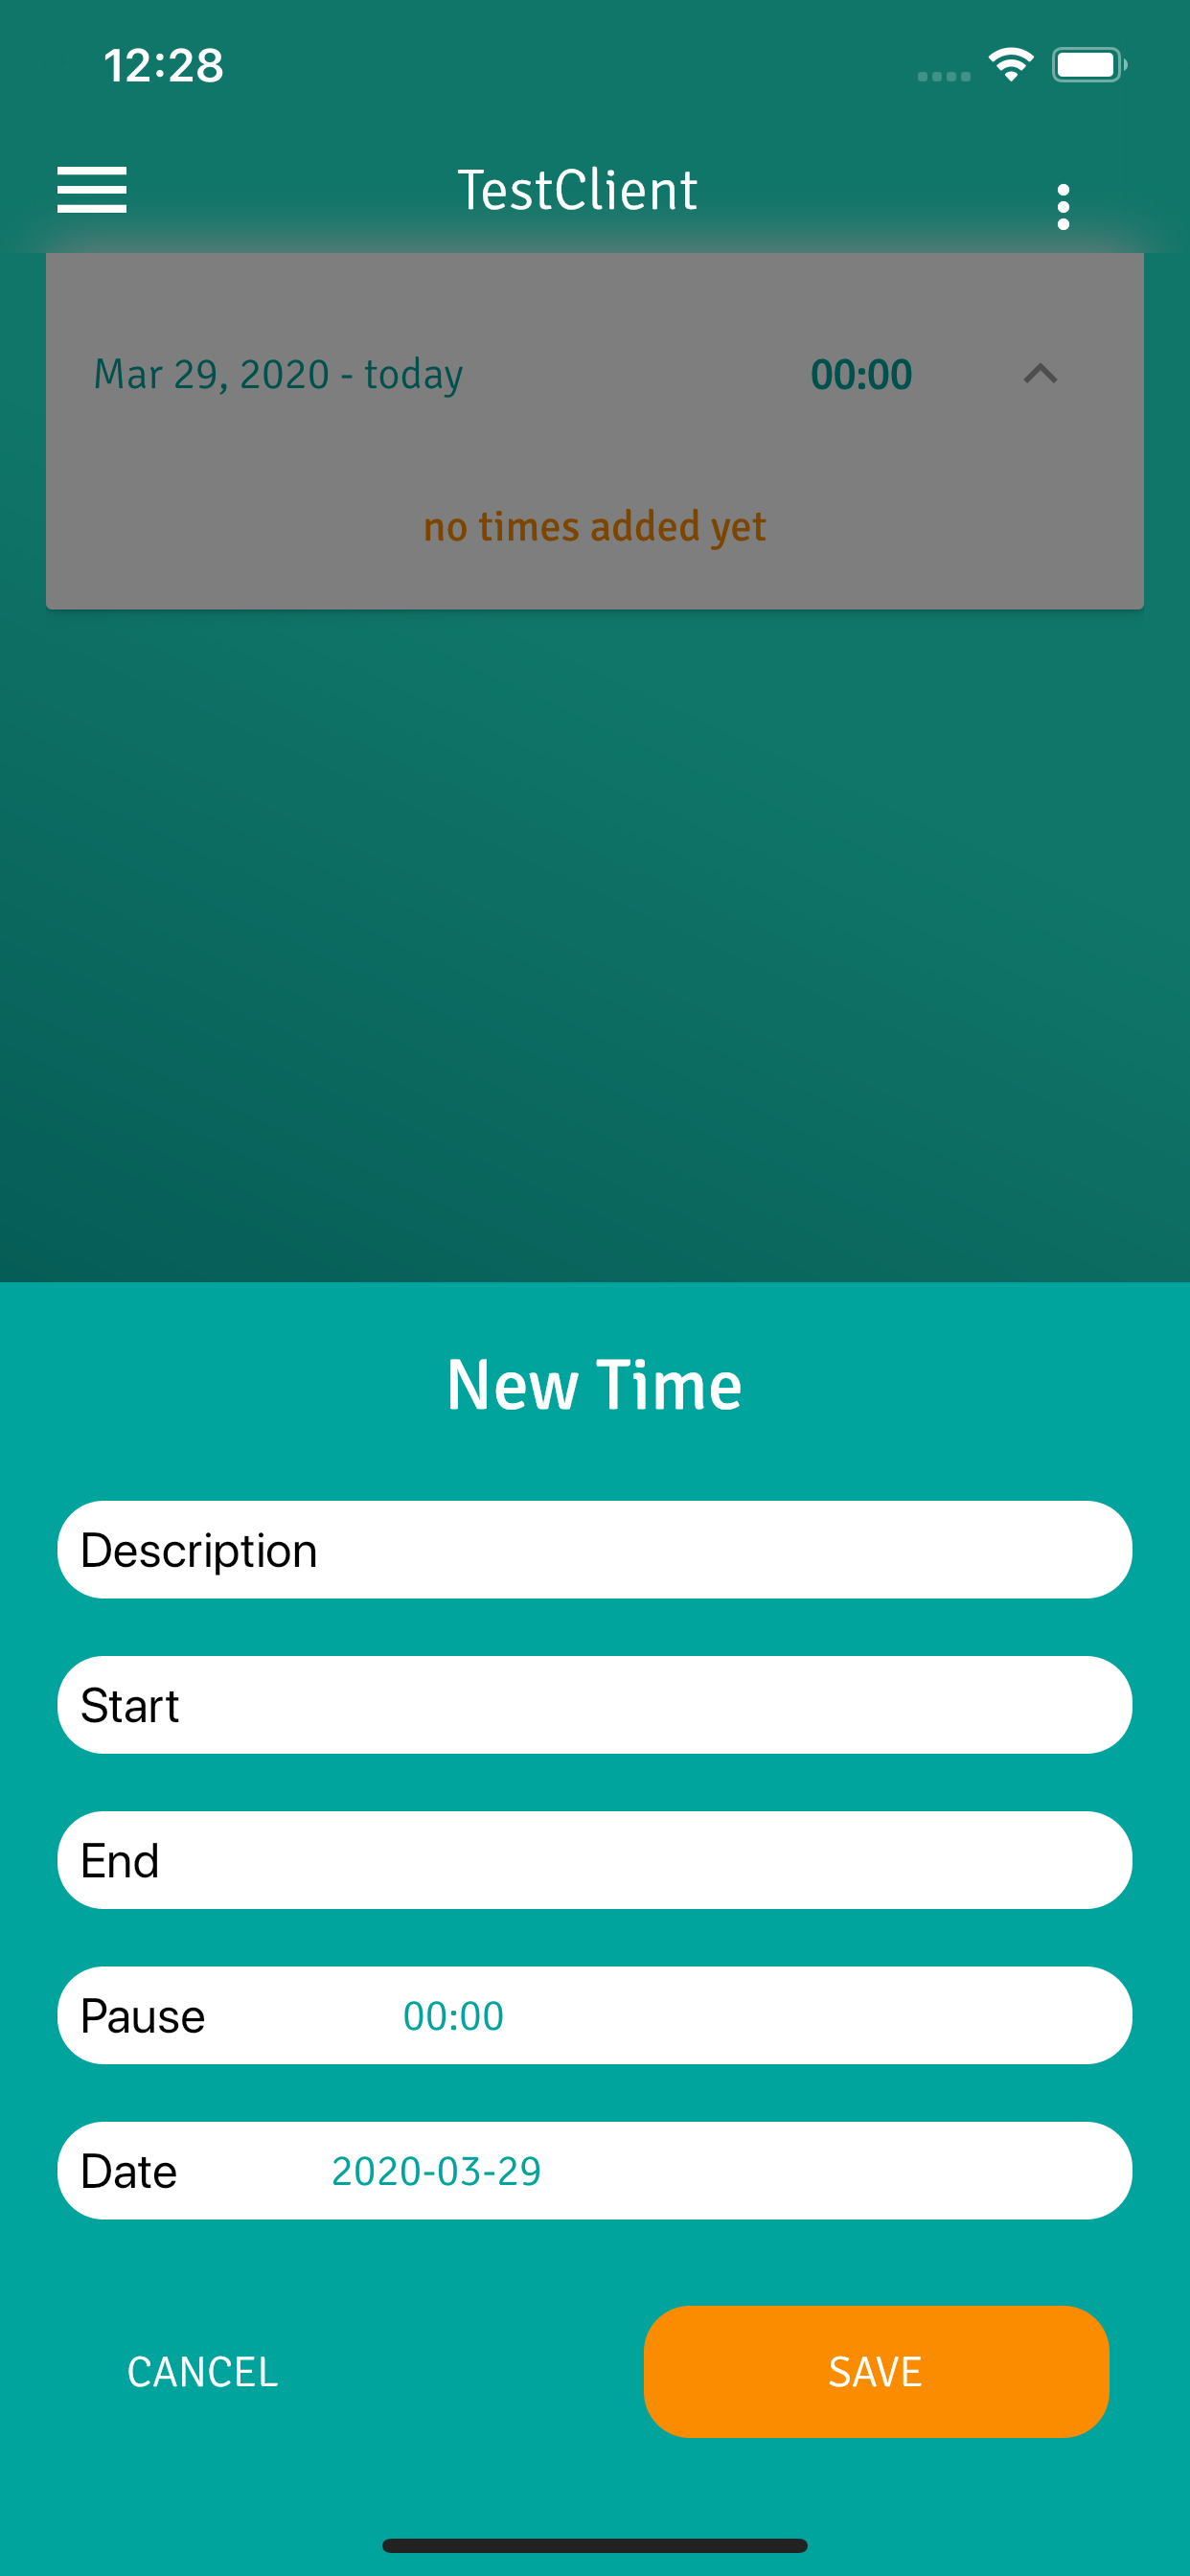 12:28
TestClient
Mar 29, 2020 - today 00:00
no times added yet
New Time
Description
Start
End
Pause 00:00
Date 2020-03-29
CANCEL SAVE